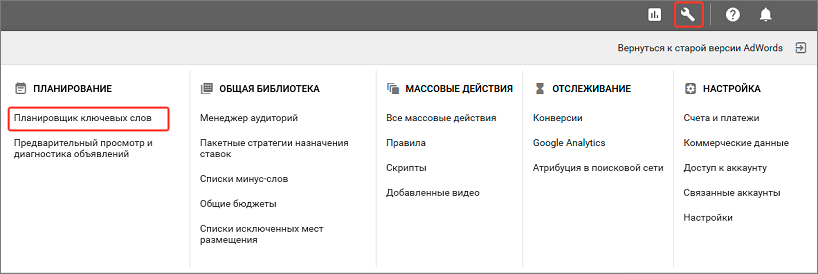 Вернуться к старой версии AdWords
ПЛАНИРОВАНИЕ
Планировщик ключевых слов
Предварительный просмотр и
диагностика объявлений
ОБЩАЯ БИБЛИОТЕКА
Менеджер аудиторий
Пакетные стратегии назначения
ставок
Списки минус-слов
Общие бюджеты
Списки исключенных мест
размещения
МАССОВЫЕ ДЕЙСТВИЯ
Все массовые действия
Правила
Скрипты
Добавленные видео
ОТСЛЕЖИВАНИЕ
Конверсии
Google Analytics
Атрибуция в поисковой сети
НАСТРОЙКА
Счета и платежи
Коммерческие данные
Доступ к аккаунту
Связанные аккаунты
Настройки